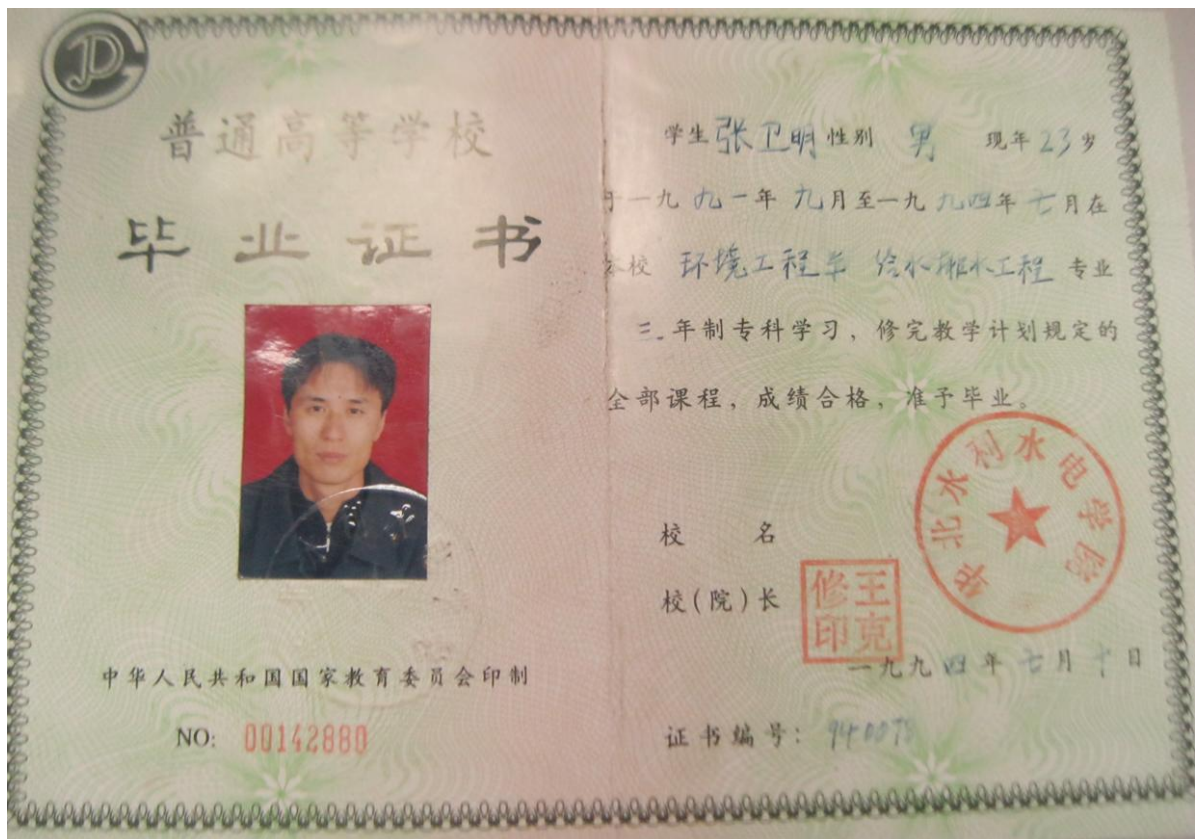 普通高等学校
毕业证书
中华人民共和国国家教育委员会印制
NO: 00142880
学生 张卫明 性别 男 现年 23 岁
于一九 九一 年 九 月至一九 九四 年 七 月在
本校 环境工程系 给水排水工程 专业
三 年制专科学习，修完教学计划规定的
全部课程，成绩合格，准予毕业。
校 名
华北水利水电学院
校(院)长
王克修印
一九九四年七月十日
证书编号：